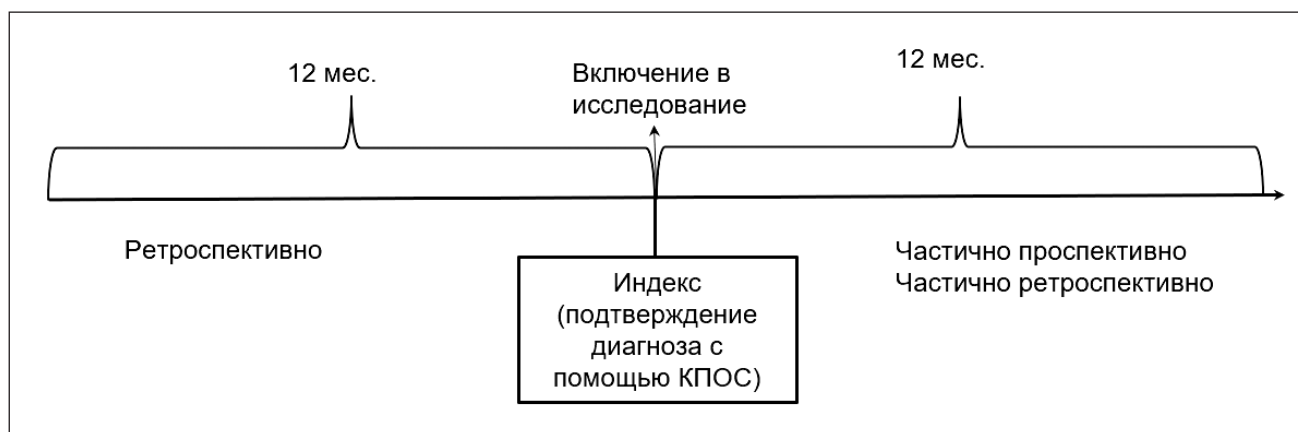 12 мес.
Включение в
исследование
12 мес.
Ретроспективно
Индекс
(подтверждение
диагноза с
помощью КПОС)
Частично проспективно
Частично ретроспективно